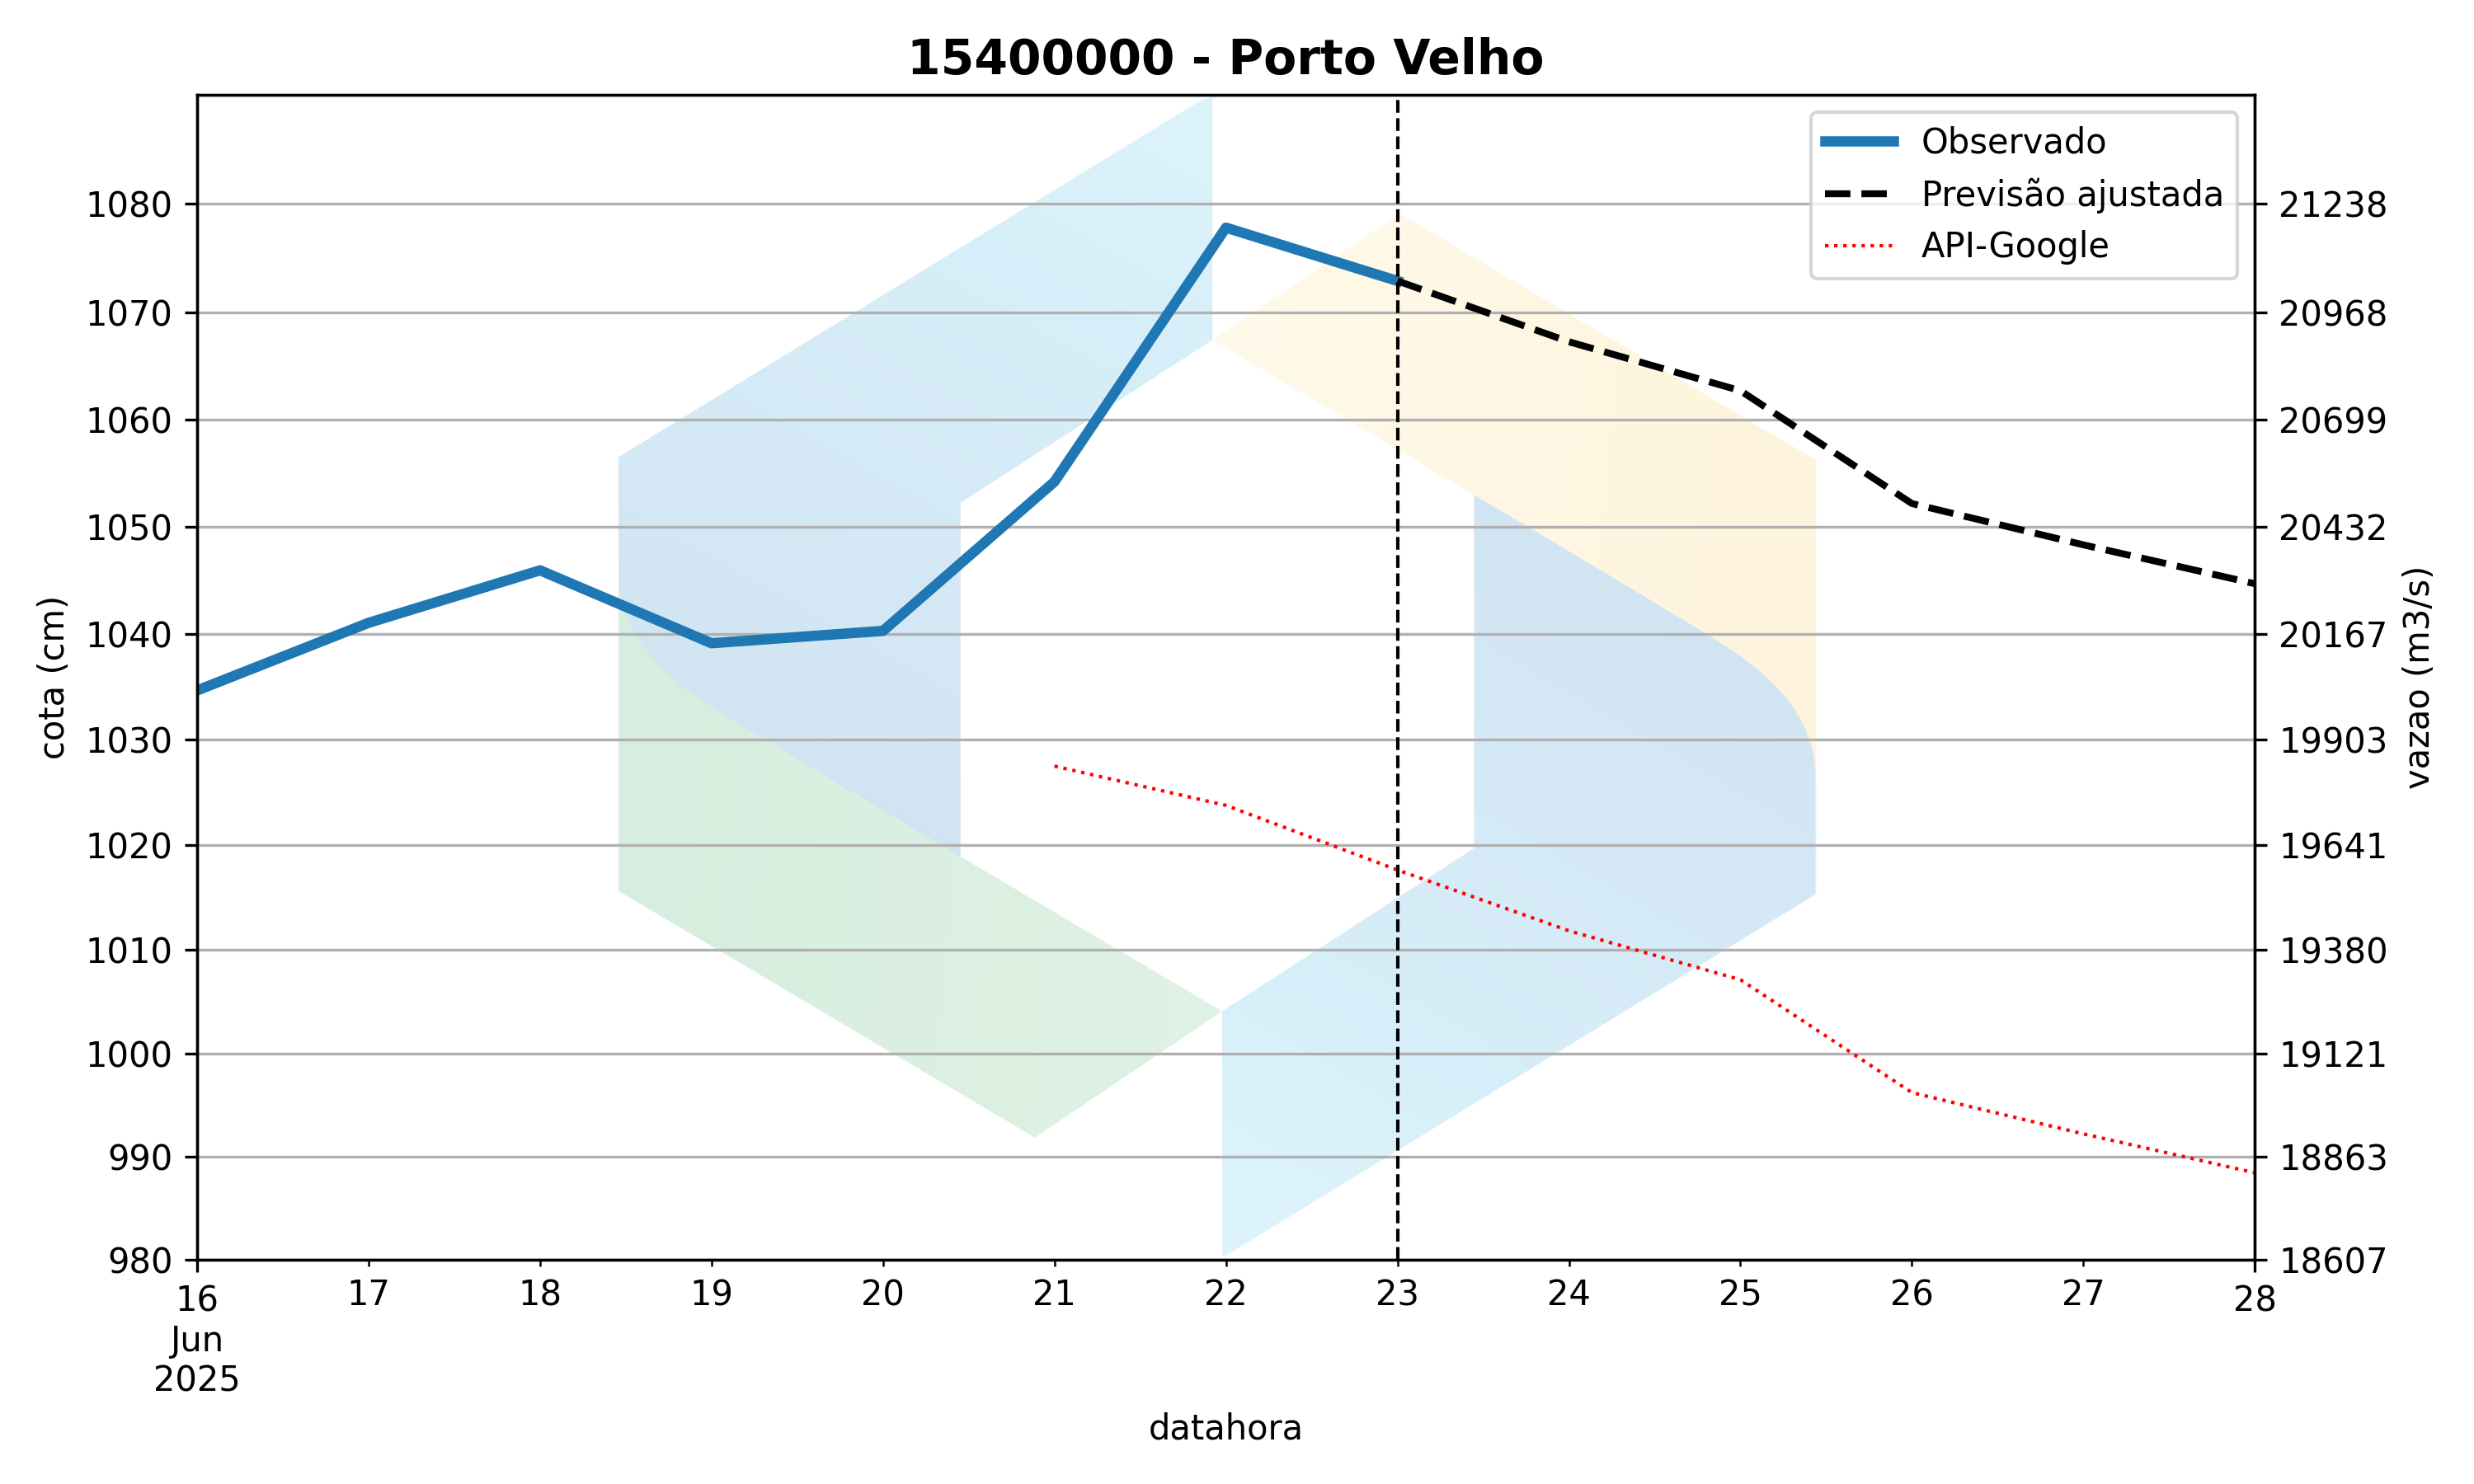 15400000 - Porto Velho
Observado
Previsão ajustada
API-Google
cota (cm)
1080
1070
1060
1050
1040
1030
1020
1010
1000
990
980
21238
20968
20699
20432
20167
19903
19641
19380
19121
18863
18607
vazao (m3/s)
16 17 18 19 20 21 22 23 24 25 26 27 28
Jun
2025
datahora